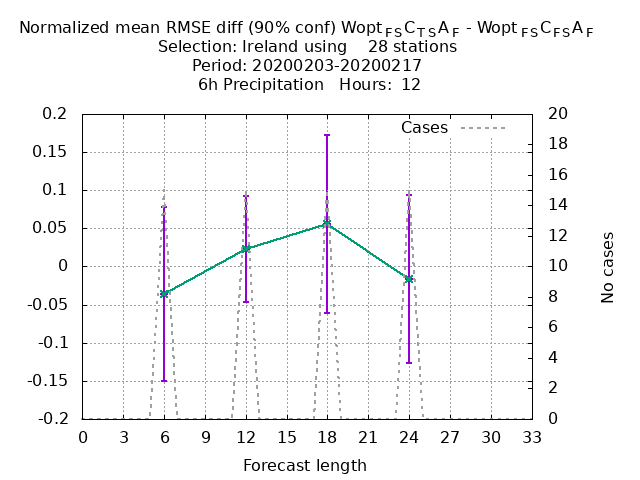 Normalized mean RMSE diff (90% conf) Wopt FS C T S A F - Wopt FS C FS A F
Selection: Ireland using 28 stations
Period: 20200203-20200217
6h Precipitation Hours: 12
Cases
0.2
0.15
0.1
0.05
0
-0.05
-0.1
-0.15
-0.2
20
18
16
14
12
10
8
6
4
2
0
No cases
0 3 6 9 12 15 18 21 24 27 30 33
Forecast length